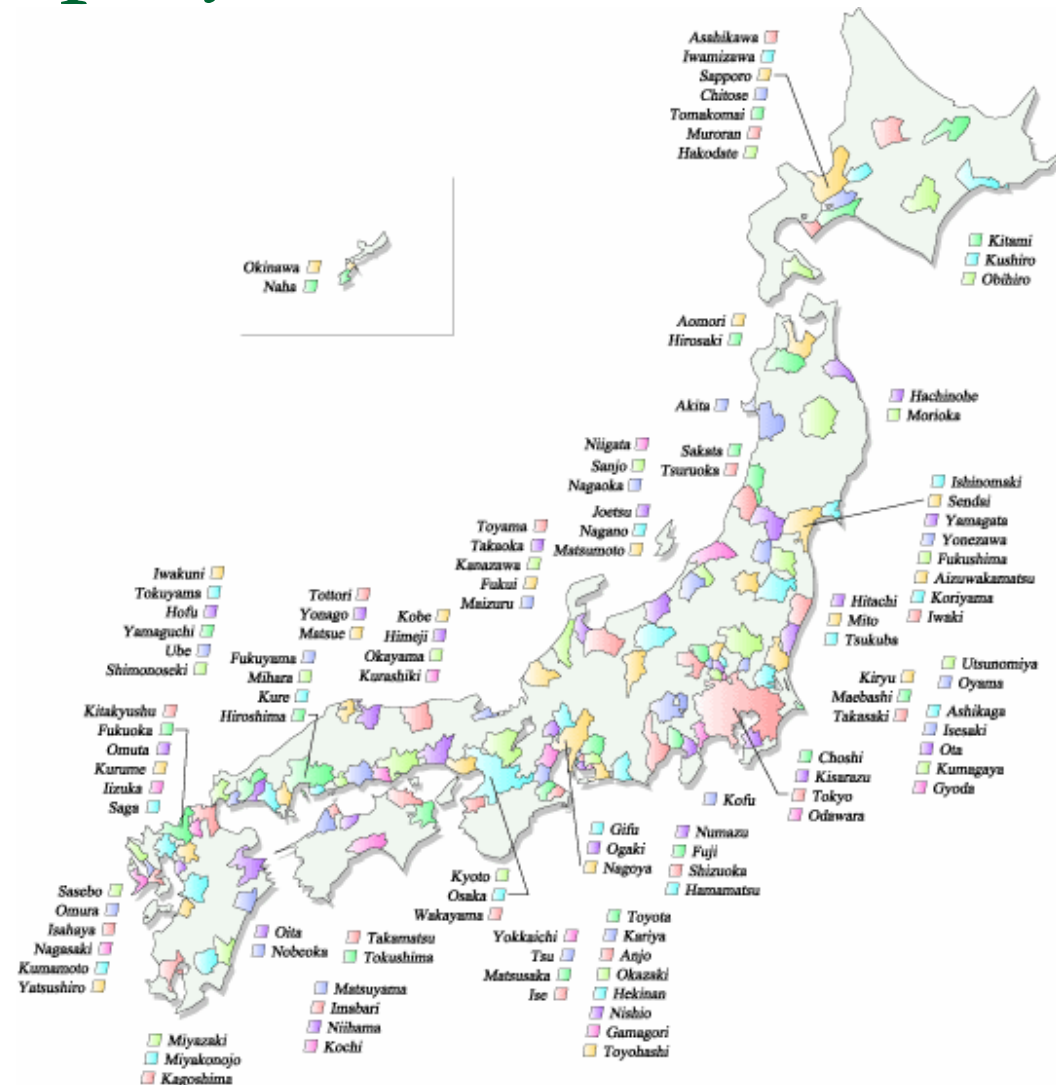 Asahikawa
Iwamizawa
Sapporo
Chitose
Tomakomai
Muroran
Hakodate
Kitami
Kushiro
Obihiro
Okinawa
Naha
Aomori
Hirosaki
Akita
Hachinohe
Morioka
Niigata
Sanjo
Nagaoka
Sakata
Tsuruoka
Joetsu
Nagano
Matsumoto
Ishinomaki
Sendai
Yamagata
Yonezawa
Fukushima
Aizuwakamatsu
Koriyama
Iwaki
Toyama
Takaoka
Kanazawa
Fukui
Maizuru
Iwakuni
Tokuyama
Hofu
Yamaguchi
Ube
Shimonoseki
Tottori
Yonago
Matsue
Kobe
Himeji
Okayama
Kurashiki
Fukuyama
Mihara
Kure
Hiroshima
Hitachi
Mito
Tsukuba
Kiryu
Maebashi
Takasaki
Utsunomiya
Oyama
Ashikaga
Isesaki
Ota
Kumagaya
Gyoda
Kitakyushu
Fukuoka
Omuta
Kurume
Iizuka
Saga
Choshi
Kisarazu
Tokyo
Odawara
Kofu
Gifu
Ogaki
Nagoya
Numazu
Fuji
Shizuoka
Hamamatsu
Kyoto
Osaka
Wakayama
Sasebo
Omura
Isahaya
Nagasaki
Kumamoto
Yatsushiro
Oita
Nobeoka
Takamatsu
Tokushima
Yokkaichi
Tsu
Matsusaka
Ise
Toyota
Kariya
Anjo
Okazaki
Hekinan
Nishio
Gamagori
Toyohashi
Matsuyama
Imabari
Niihama
Kochi
Miyazaki
Miyakonojo
Kagoshima